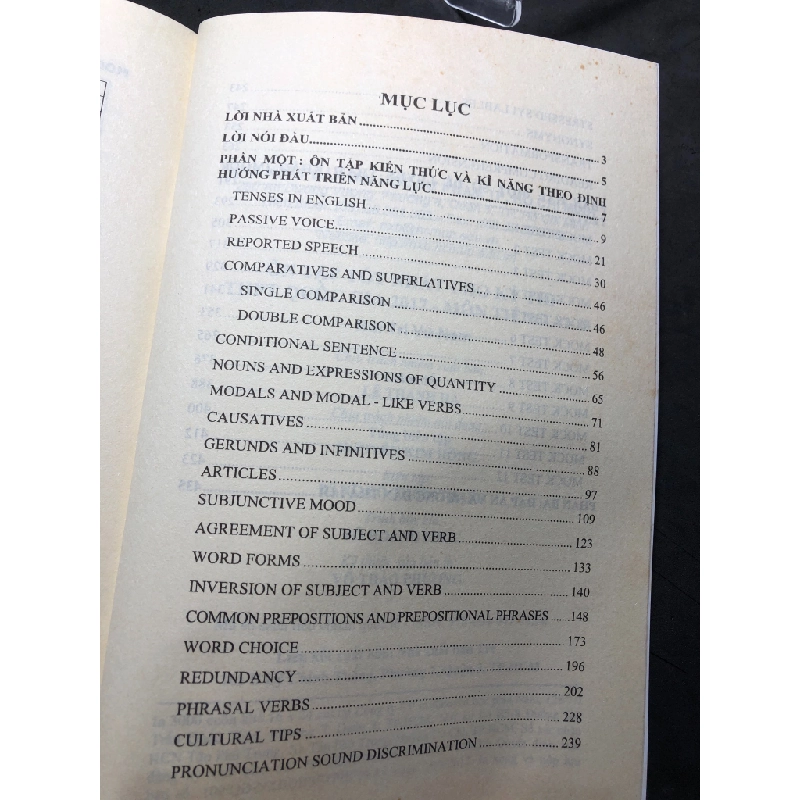 MỤC LỤC
LỜI NHÀ XUẤT BẢN ... 3
LỜI NÓI ĐẦU ... 5
PHẦN MỘT : ÔN TẬP KIẾN THỨC VÀ KĨ NĂNG THEO ĐỊNH
HƯỚNG PHÁT TRIỂN NĂNG LỰC ... 7
TENSES IN ENGLISH ... 9
PASSIVE VOICE ... 21
REPORTED SPEECH ... 30
COMPARATIVES AND SUPERLATIVES ... 46
SINGLE COMPARISON ... 46
DOUBLE COMPARISON ... 48
CONDITIONAL SENTENCE ... 56
NOUNS AND EXPRESSIONS OF QUANTITY ... 65
MODALS AND MODAL - LIKE VERBS ... 71
CAUSATIVES ... 81
GERUNDS AND INFINITIVES ... 88
ARTICLES ... 97
SUBJUNCTIVE MOOD ... 109
AGREEMENT OF SUBJECT AND VERB ... 123
WORD FORMS ... 133
INVERSION OF SUBJECT AND VERB ... 140
COMMON PREPOSITIONS AND PREPOSITIONAL PHRASES ... 148
WORD CHOICE ... 173
REDUNDANCY ... 196
PHRASAL VERBS ... 202
CULTURAL TIPS ... 228
PRONUNCIATION SOUND DISCRIMINATION ... 239